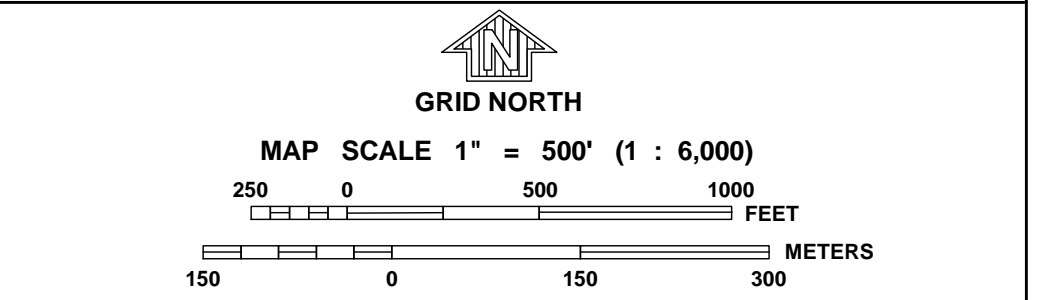 N
GRID NORTH
MAP SCALE 1" = 500' (1 : 6,000)
250 0 500 1000
FEET
METERS
150 0 150 300